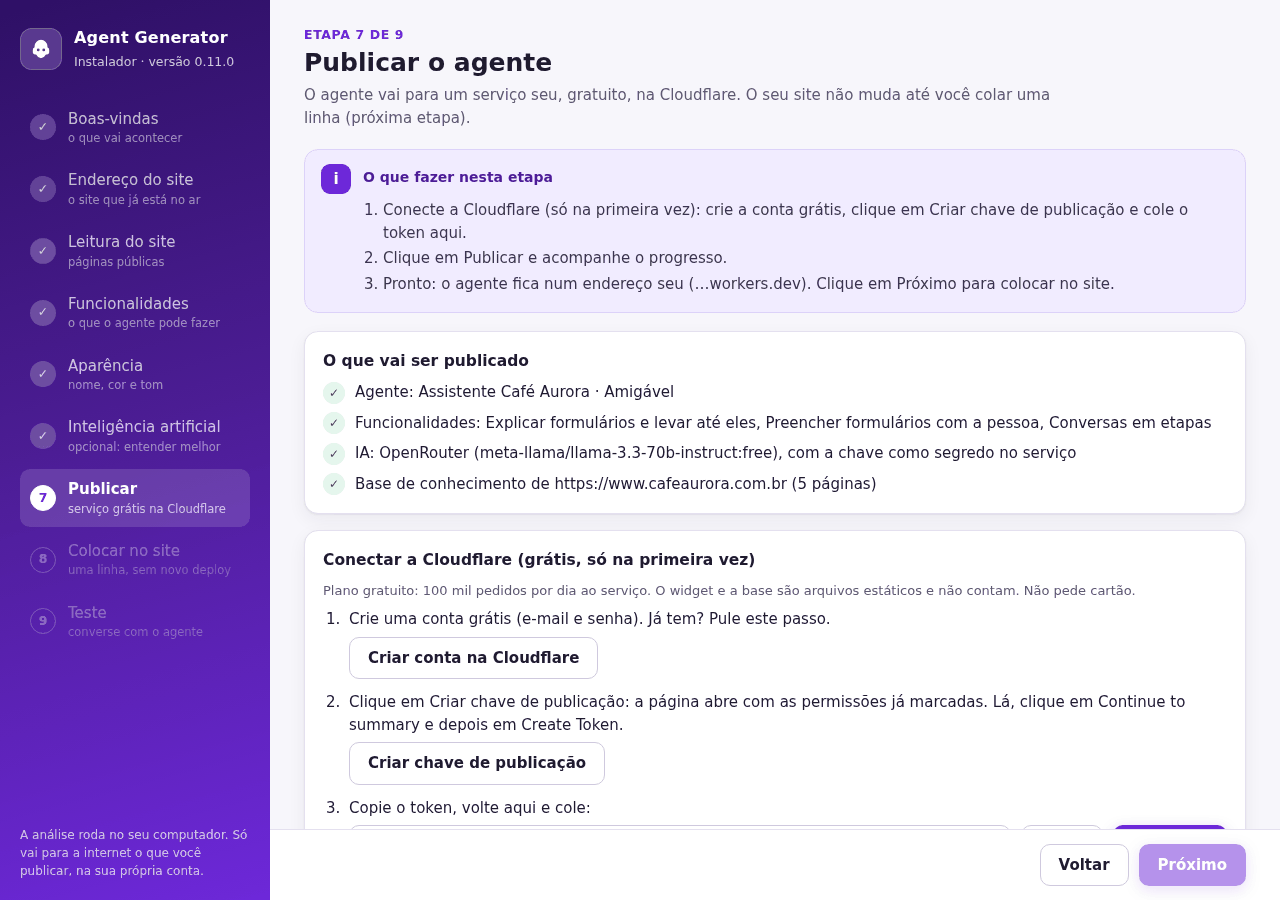 Agent Generator
Instalador · versão 0.11.0
✓ Boas-vindas
o que vai acontecer
✓ Endereço do site
o site que já está no ar
✓ Leitura do site
páginas públicas
✓ Funcionalidades
o que o agente pode fazer
✓ Aparência
nome, cor e tom
✓ Inteligência artificial
opcional: entender melhor
7 Publicar
serviço grátis na Cloudflare
8 Colocar no site
uma linha, sem novo deploy
9 Teste
converse com o agente
A análise roda no seu computador. Só
vai para a internet o que você
publicar, na sua própria conta.
ETAPA 7 DE 9
Publicar o agente
O agente vai para um serviço seu, gratuito, na Cloudflare. O seu site não muda até você colar uma
linha (próxima etapa).
i O que fazer nesta etapa
1. Conecte a Cloudflare (só na primeira vez): crie a conta grátis, clique em Criar chave de publicação e cole o
token aqui.
2. Clique em Publicar e acompanhe o progresso.
3. Pronto: o agente fica num endereço seu (...workers.dev). Clique em Próximo para colocar no site.
O que vai ser publicado
✓ Agente: Assistente Café Aurora · Amigável
✓ Funcionalidades: Explicar formulários e levar até eles, Preencher formulários com a pessoa, Conversas em etapas
✓ IA: OpenRouter (meta-llama/llama-3.3-70b-instruct:free), com a chave como segredo no serviço
✓ Base de conhecimento de https://www.cafeaurora.com.br (5 páginas)
Conectar a Cloudflare (grátis, só na primeira vez)
Plano gratuito: 100 mil pedidos por dia ao serviço. O widget e a base são arquivos estáticos e não contam. Não pede cartão.
1. Crie uma conta grátis (e-mail e senha). Já tem? Pule este passo.
Criar conta na Cloudflare
2. Clique em Criar chave de publicação: a página abre com as permissões já marcadas. Lá, clique em Continue to
summary e depois em Create Token.
Criar chave de publicação
3. Copie o token, volte aqui e cole:
Voltar
Próximo